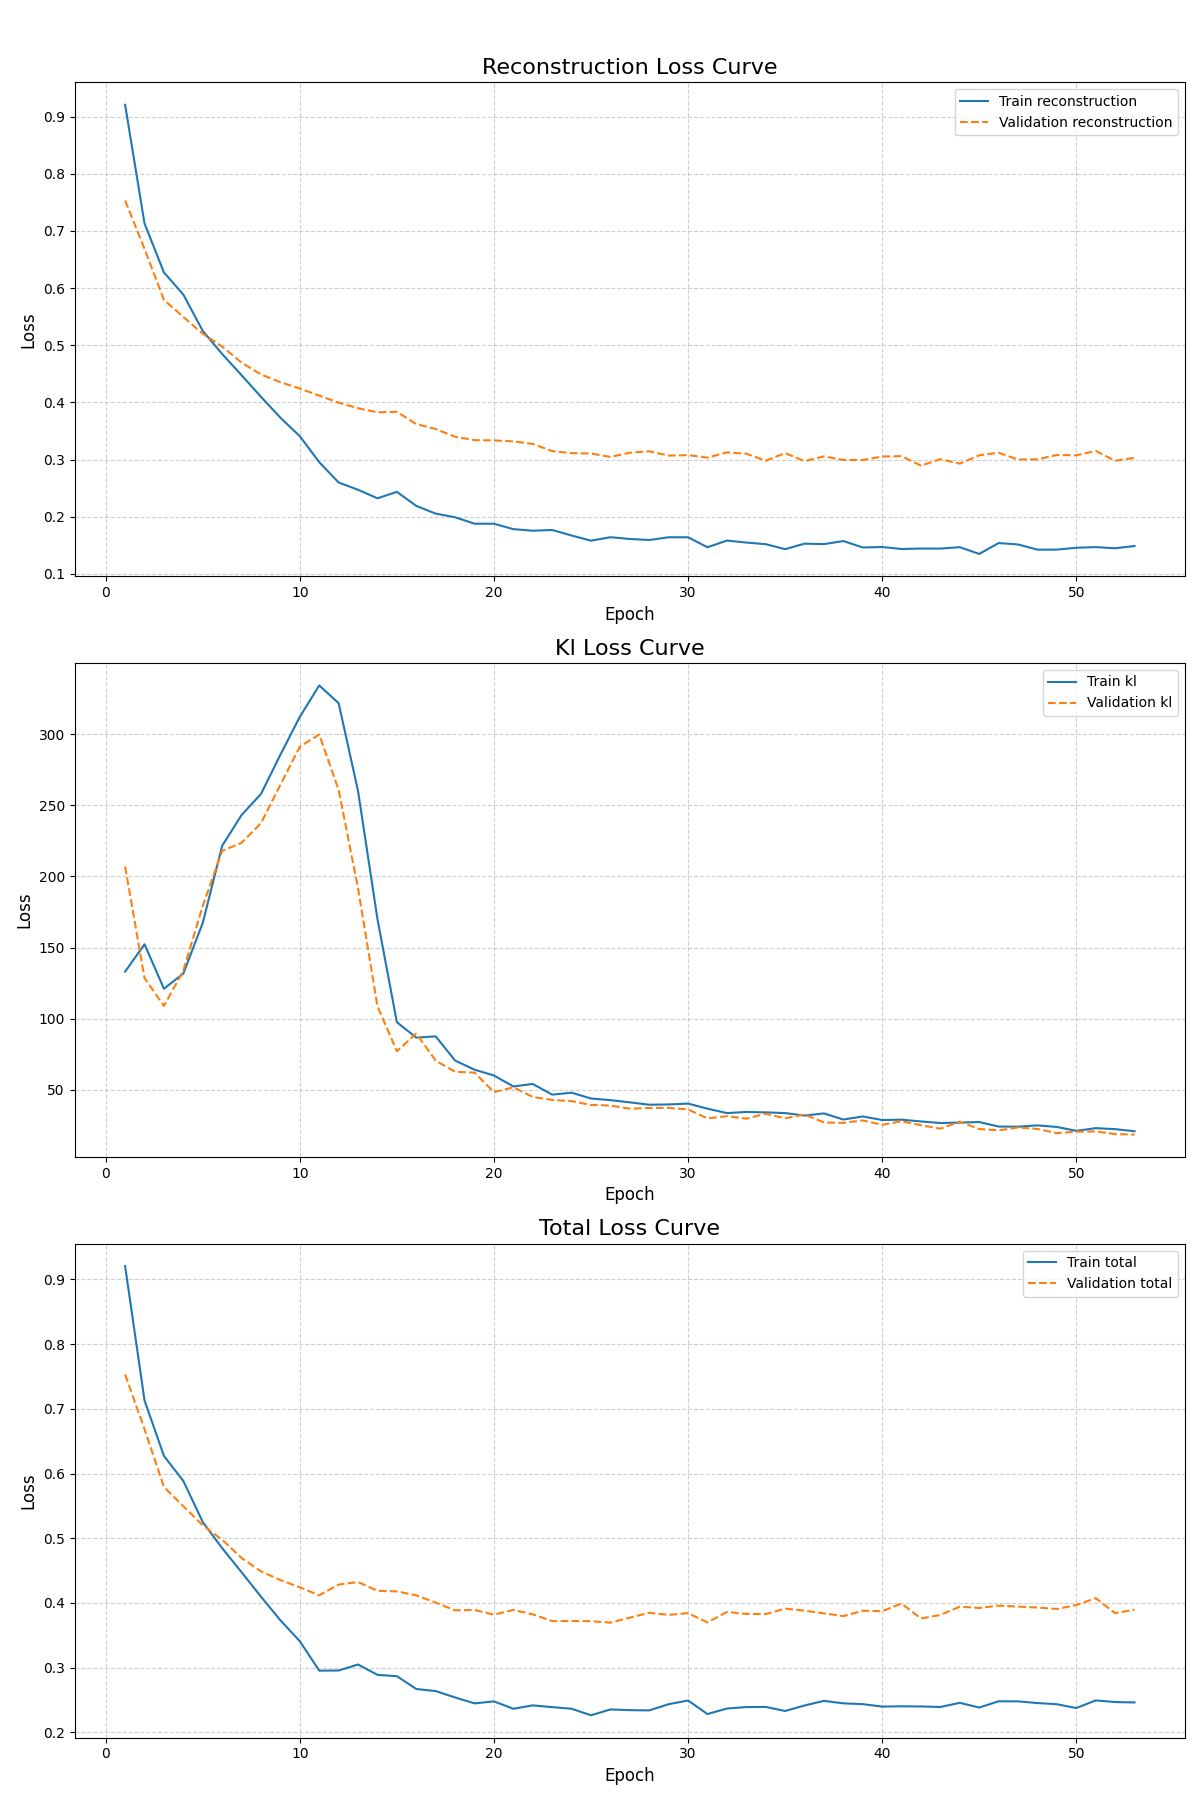 Reconstruction Loss Curve
Train reconstruction
Validation reconstruction
Loss
0.9
0.8
0.7
0.6
0.5
0.4
0.3
0.2
0.1
0 10 20 30 40 50
Epoch
Kl Loss Curve
Train kl
Validation kl
Loss
300
250
200
150
100
50
0 10 20 30 40 50
Epoch
Total Loss Curve
Train total
Validation total
Loss
0.9
0.8
0.7
0.6
0.5
0.4
0.3
0.2
0 10 20 30 40 50
Epoch